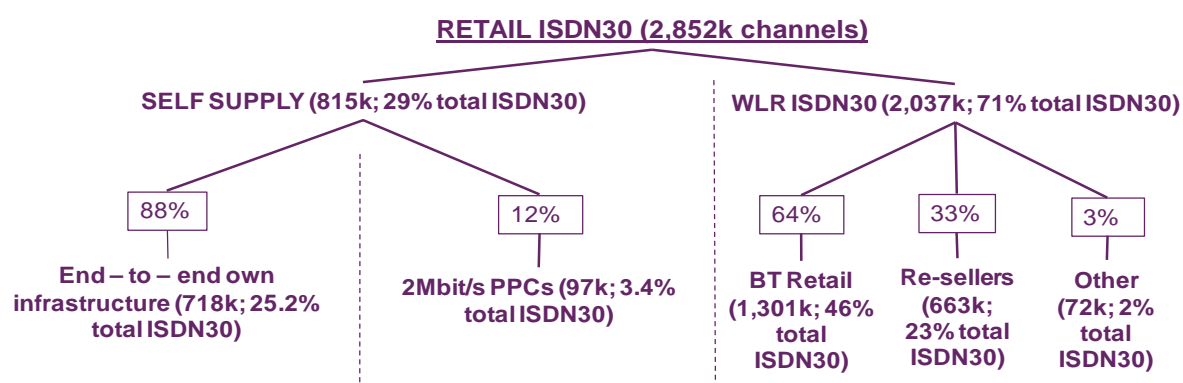 RETAIL ISDN30 (2,852k channels)
SELF SUPPLY (815k; 29% total ISDN30)
WLR ISDN30 (2,037k; 71% total ISDN30)
88%
12%
64%
33%
3%
End – to – end own
infrastructure (718k; 25.2%
total ISDN30)
2Mbit/s PPCs (97k; 3.4%
total ISDN30)
BT Retail
(1,301k; 46%
total
ISDN30)
Re-sellers
(663k;
23% total
ISDN30)
Other
(72k; 2%
total
ISDN30)